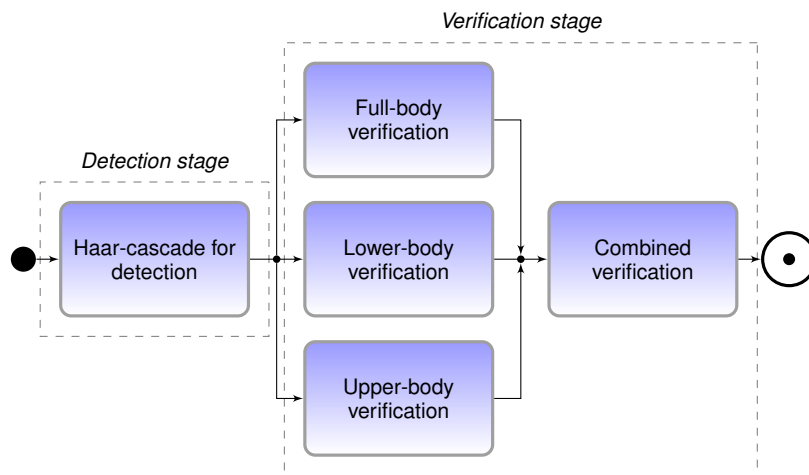 Verification stage
Full-body
verification
Detection stage
Haar-cascade for
detection
Lower-body
verification
Combined
verification
Upper-body
verification